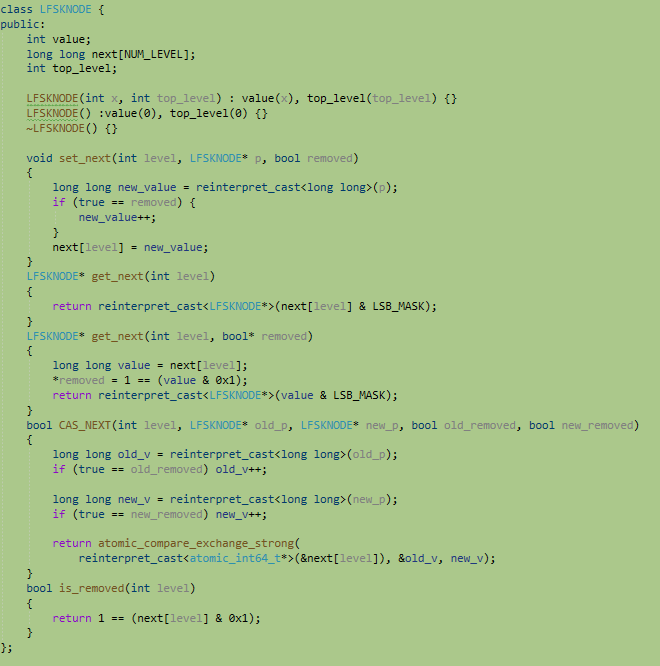 class LFSKNODE {
public:
    int value;
    long long next[NUM_LEVEL];
    int top_level;

    LFSKNODE(int x, int top_level) : value(x), top_level(top_level) {}
    LFSKNODE() :value(0), top_level(0) {}
    ~LFSKNODE() {}

    void set_next(int level, LFSKNODE* p, bool removed)
    {
        long long new_value = reinterpret_cast<long long>(p);
        if (true == removed) {
            new_value++;
        }
        next[level] = new_value;
    }
    LFSKNODE* get_next(int level)
    {
        return reinterpret_cast<LFSKNODE*>(next[level] & LSB_MASK);
    }
    LFSKNODE* get_next(int level, bool* removed)
    {
        long long value = next[level];
        *removed = 1 == (value & 0x1);
        return reinterpret_cast<LFSKNODE*>(value & LSB_MASK);
    }
    bool CAS_NEXT(int level, LFSKNODE* old_p, LFSKNODE* new_p, bool old_removed, bool new_removed)
    {
        long long old_v = reinterpret_cast<long long>(old_p);
        if (true == old_removed) old_v++;

        long long new_v = reinterpret_cast<long long>(new_p);
        if (true == new_removed) new_v++;

        return atomic_compare_exchange_strong(
            reinterpret_cast<atomic_int64_t*>(&next[level]), &old_v, new_v);
    }
    bool is_removed(int level)
    {
        return 1 == (next[level] & 0x1);
    }
};